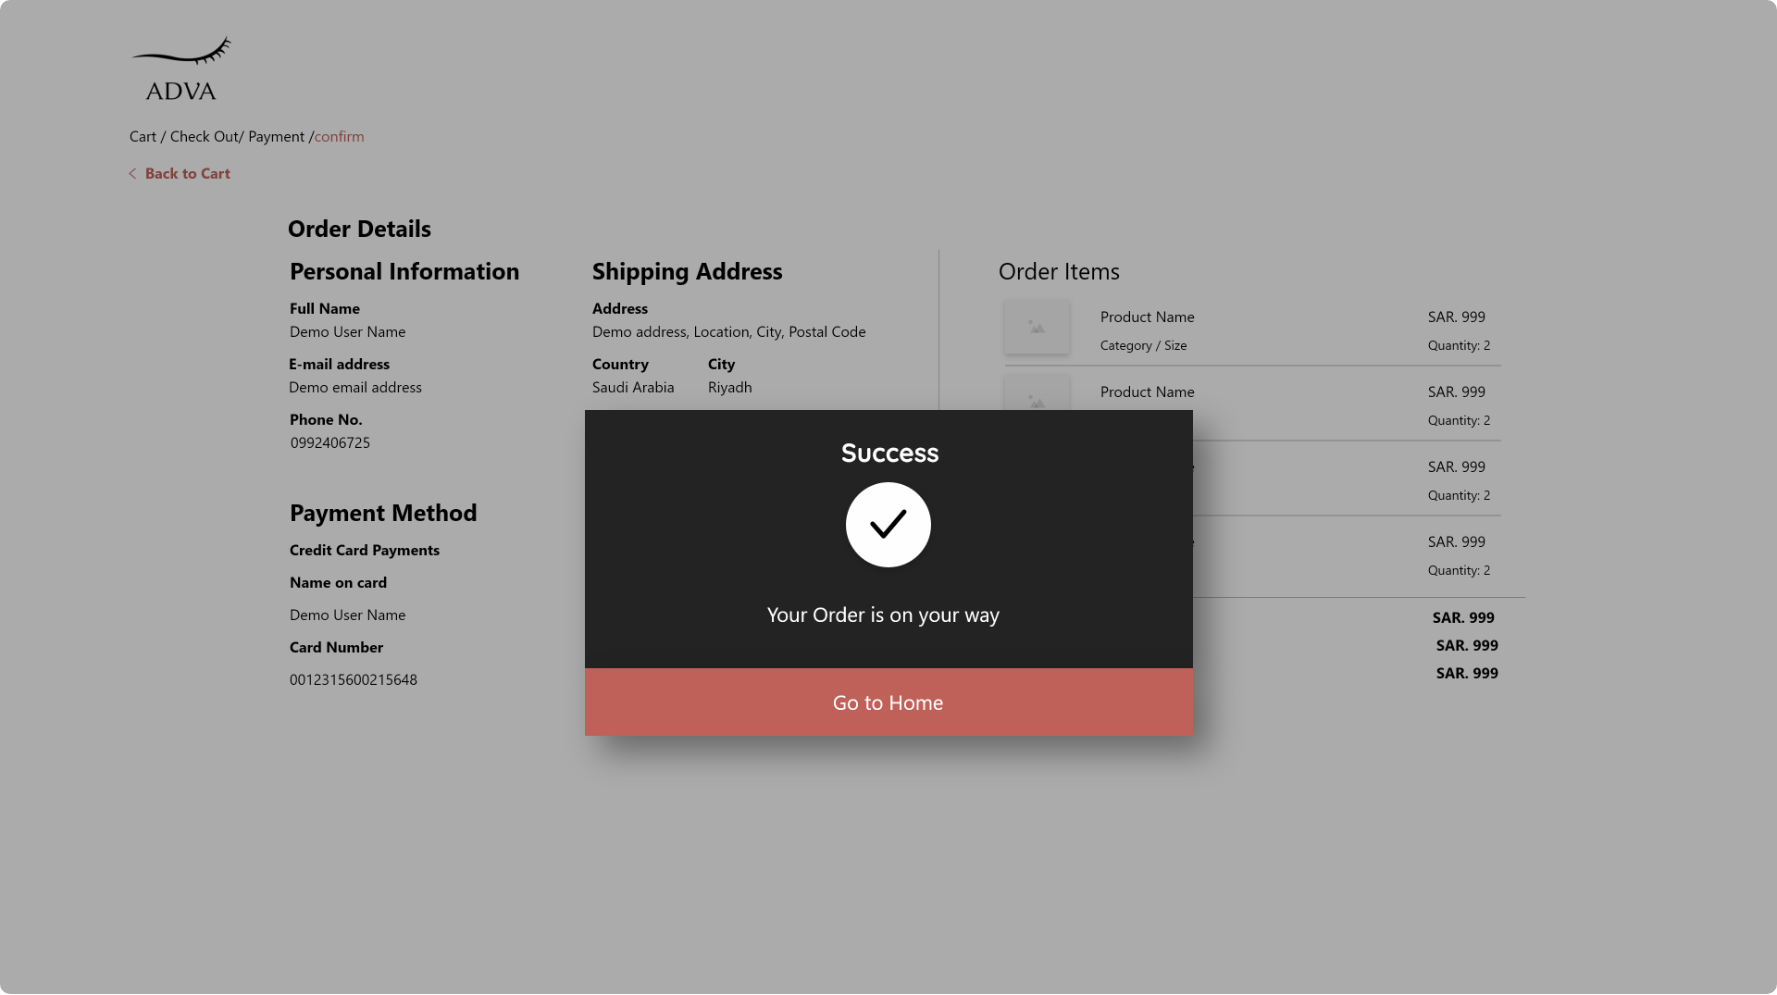 ADVA
Cart / Check Out/ Payment /confirm
Back to Cart
Order Details
Personal Information
Full Name
Demo User Name
E-mail address
Demo email address
Phone No.
0992406725
Payment Method
Credit Card Payments
Name on card
Demo User Name
Card Number
0012315600215648
Shipping Address
Address
Demo address, Location, City, Postal Code
Country
City
Saudi Arabia
Riyadh
Order Items
Product Name
SAR. 999
Category / Size
Quantity: 2
Product Name
SAR. 999
Quantity: 2
SAR. 999
Quantity: 2
SAR. 999
Quantity: 2
SAR. 999
SAR. 999
SAR. 999
Success
Your Order is on your way
Go to Home